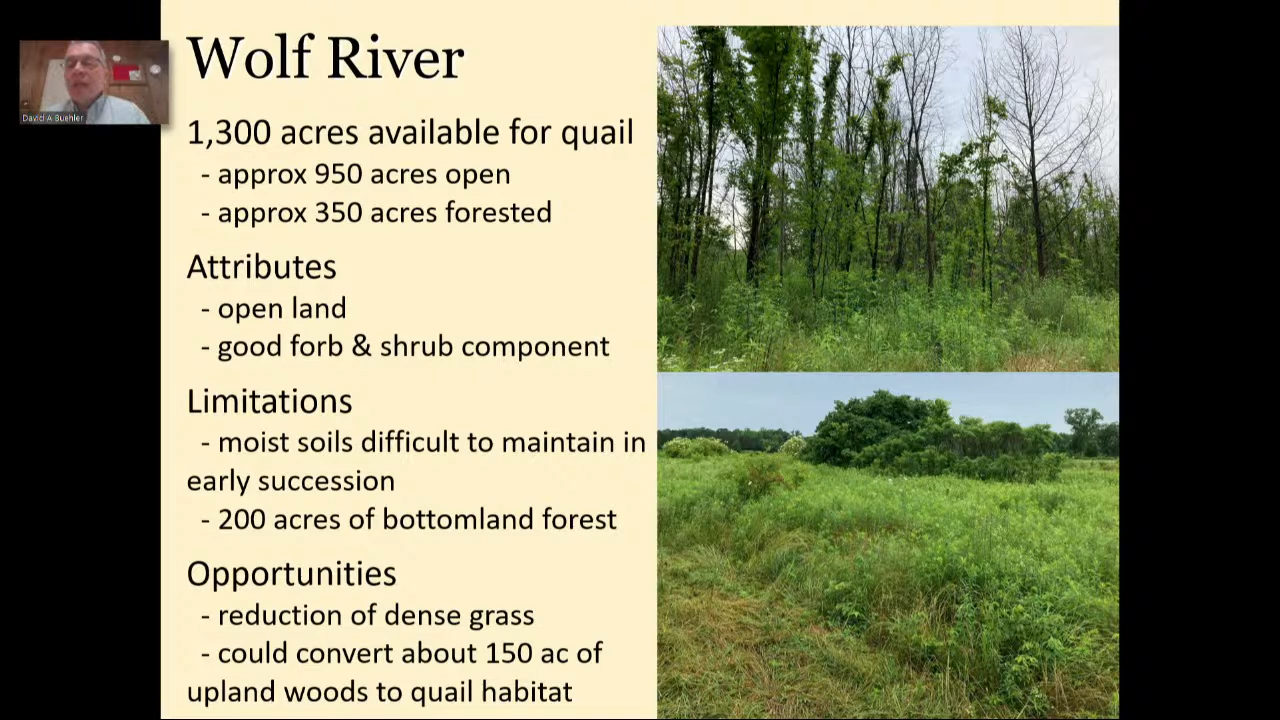 Wolf River
David A Buehler
1,300 acres available for quail
- approx 950 acres open
- approx 350 acres forested
Attributes
- open land
- good forb & shrub component
Limitations
- moist soils difficult to maintain in
early succession
- 200 acres of bottomland forest
Opportunities
- reduction of dense grass
- could convert about 150 ac of
upland woods to quail habitat